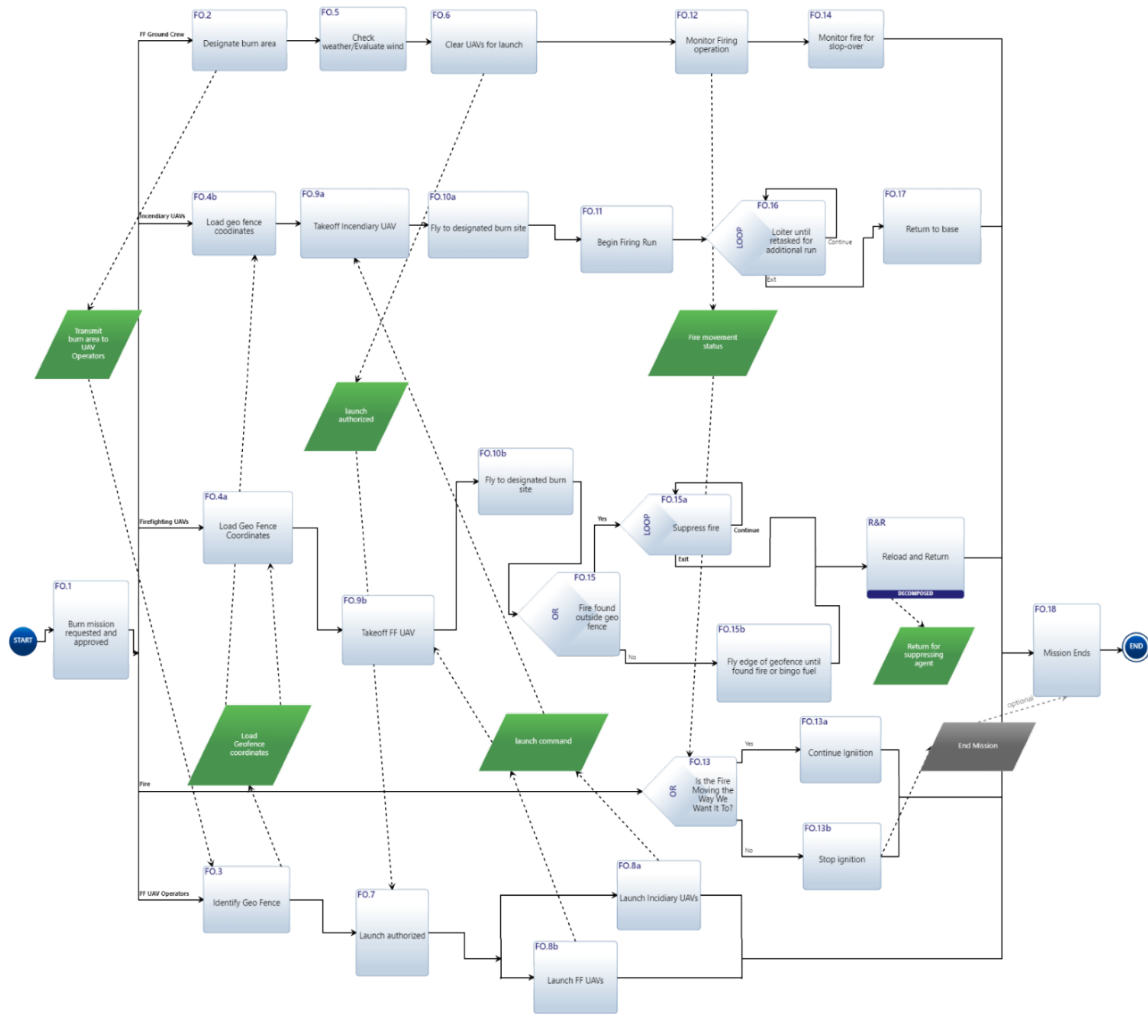 FF Ground Crew
FO.2
Designate burn area
FO.5
Check
weather/Evaluate wind
FO.6
Clear UAVs for launch
FO.12
Monitor Firing
operation
FO.14
Monitor fire for
slop-over
Incendiary UAVs
FO.4b
Load geo fence
coodinates
FO.9a
Takeoff Incendiary UAV
FO.10a
Fly to designated burn site
FO.11
Begin Firing Run
FO.16
LOOP
Loiter until
retasked for
additional run
Continue
Exit
FO.17
Return to base
Transmit
burn area to
UAV
Operators
launch
authorized
Fire movement
status
Firefighting UAVs
FO.4a
Load Geo Fence
Coordinates
FO.10b
Fly to designated burn
site
Yes
FO.15a
LOOP
Suppress fire
Continue
Exit
R&R
Reload and Return
DECOMPOSED
START
FO.1
Burn mission
requested and
approved
FO.9b
Takeoff FF UAV
FO.15
OR
Fire found
outside geo
fence
No
FO.15b
Fly edge of geofence until
found fire or bingo fuel
Return for
suppressing
agent
FO.18
Mission Ends
END
optional
Load
Geofence
coordinates
launch command
End Mission
Fire
FO.13
OR
Is the Fire
Moving the
Way We
Want It To?
Yes
FO.13a
Continue Igniition
No
FO.13b
Stop ignition
FF UAV Operators
FO.3
Identify Geo Fence
FO.7
Launch authorized
FO.8a
Launch Incidiary UAVs
FO.8b
Launch FF UAVs